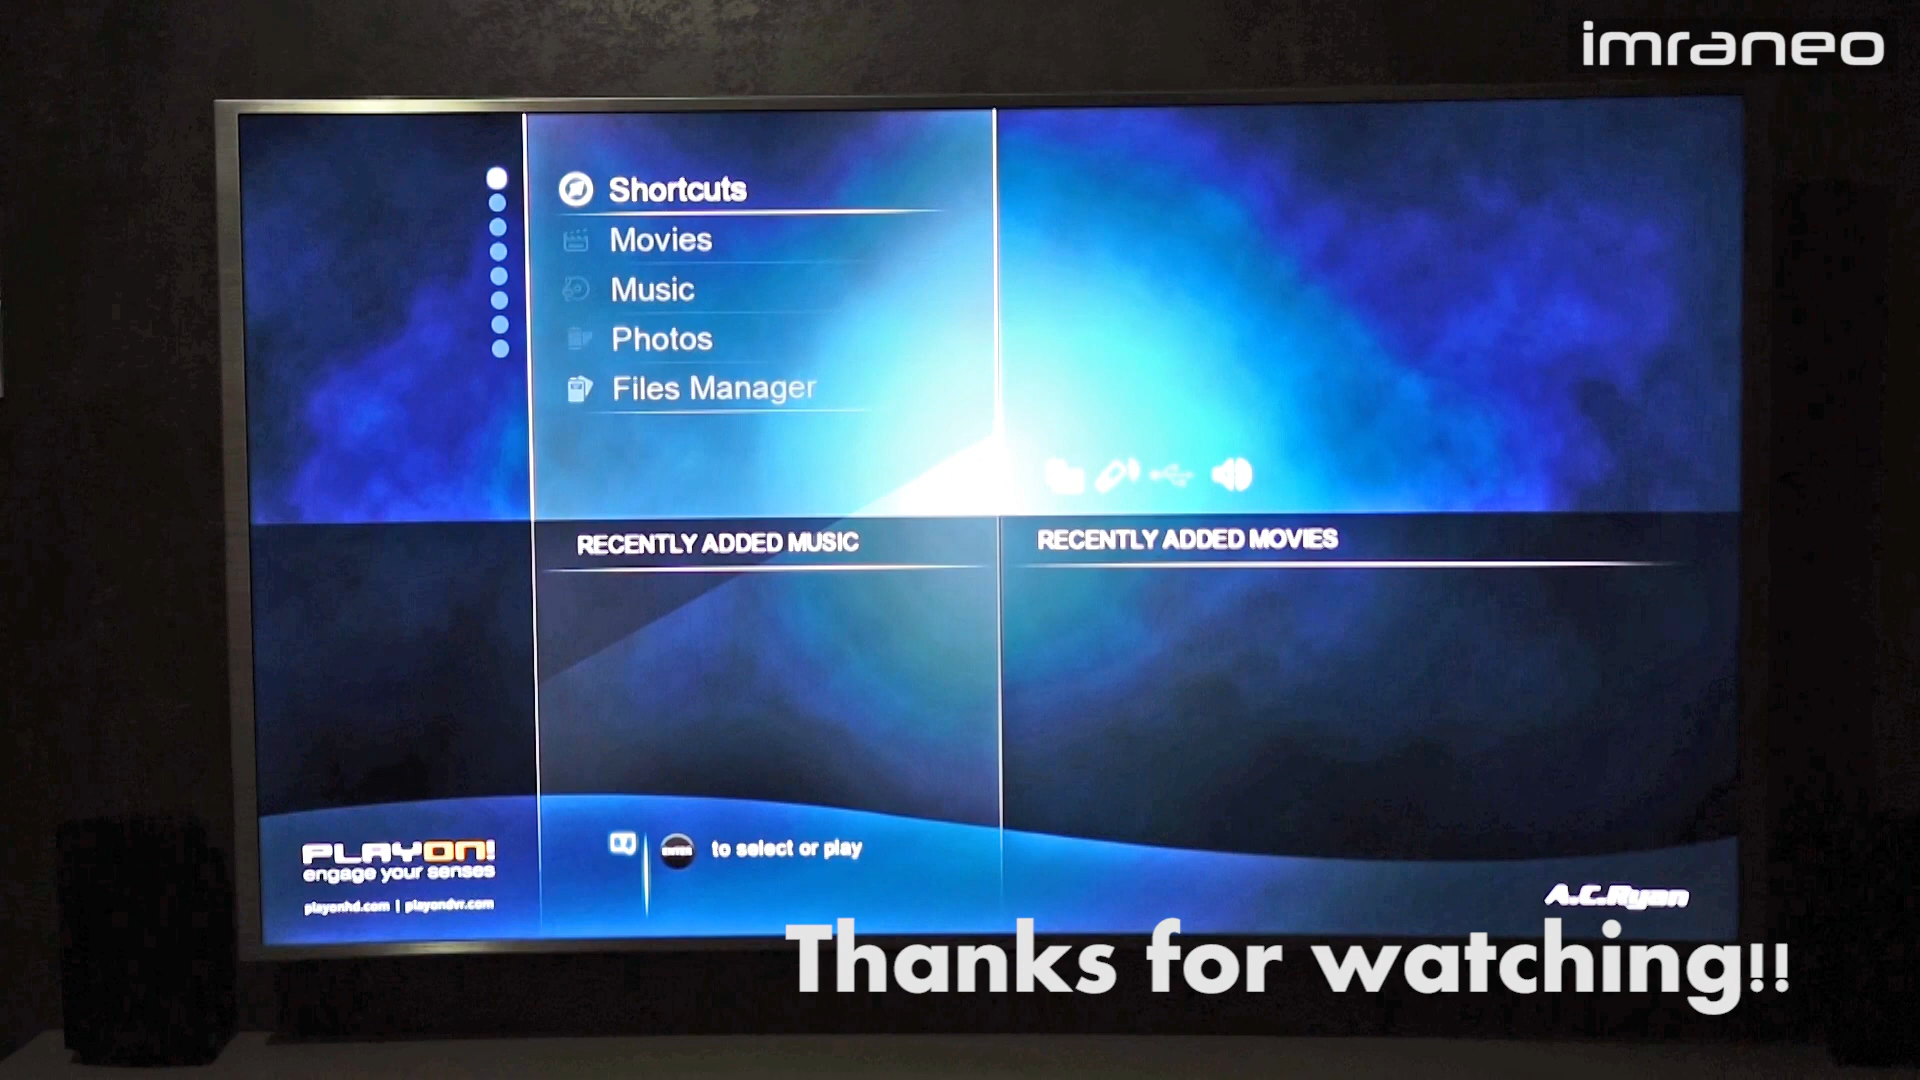 imraneo
Shortcuts
Movies
Music
Photos
Files Manager
RECENTLY ADDED MUSIC
RECENTLY ADDED MOVIES
PLAYON!
engage your senses
playonhd.com | playondvr.com
ENTER to select or play
A.C.Ryan
Thanks for watching!!